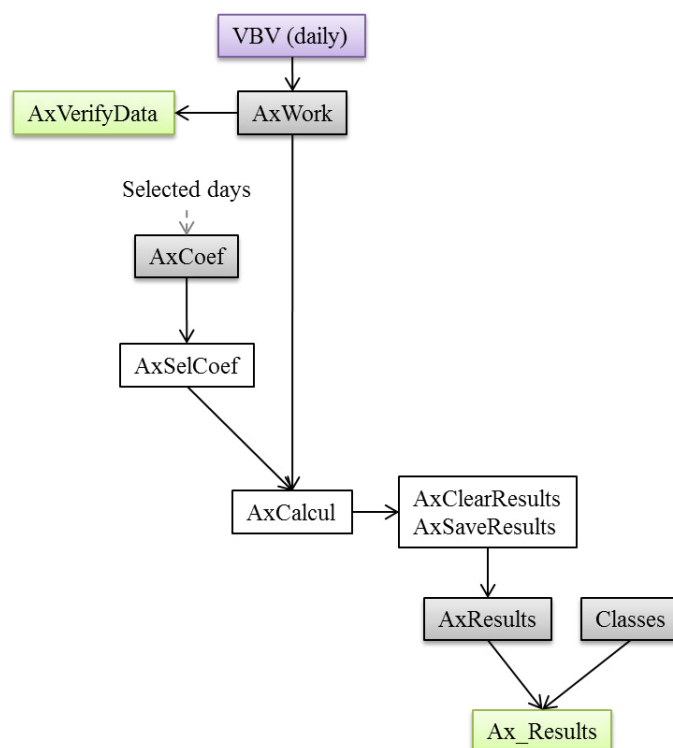 VBV (daily)
AxVerifyData
AxWork
Selected days
AxCoef
AxSelCoef
AxCalcul
AxClearResults
AxSaveResults
AxResults
Classes
Ax_Results